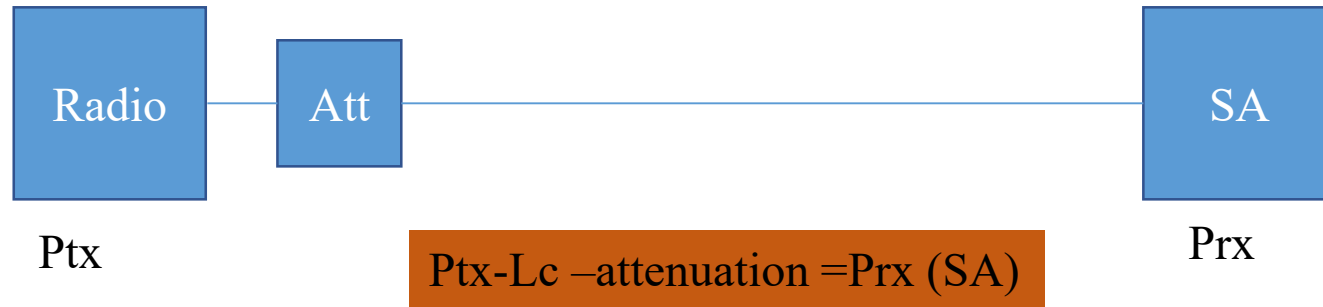 Radio
Att
SA
Ptx
Prx
Ptx-Lc –attenuation =Prx (SA)